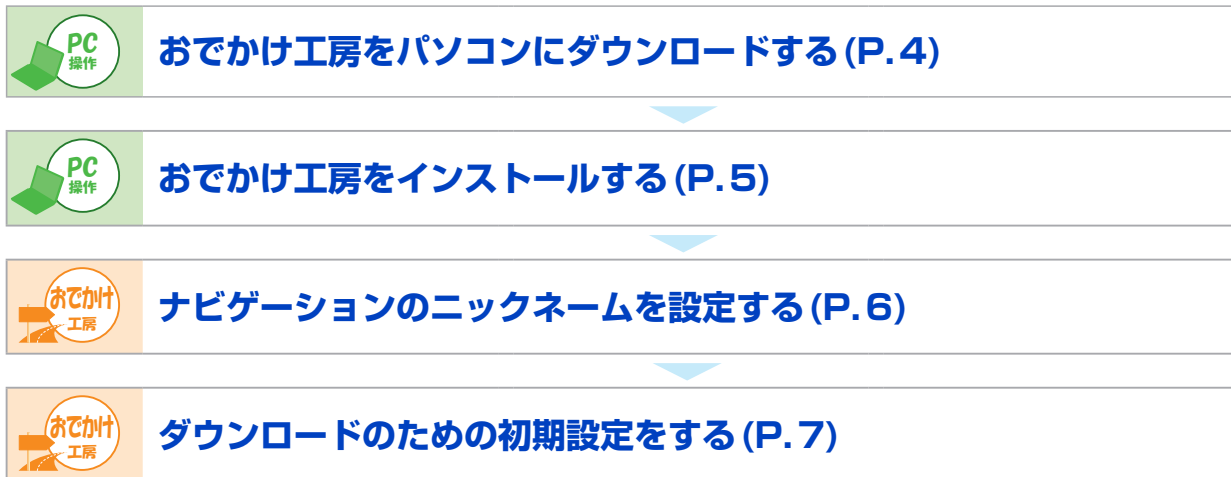 PC
操作
おでかけ工房をパソコンにダウンロードする(P.4)
PC
操作
おでかけ工房をインストールする(P.5)
おでかけ
工房
ナビゲーションのニックネームを設定する(P.6)
おでかけ
工房
ダウンロードのための初期設定をする(P.7)